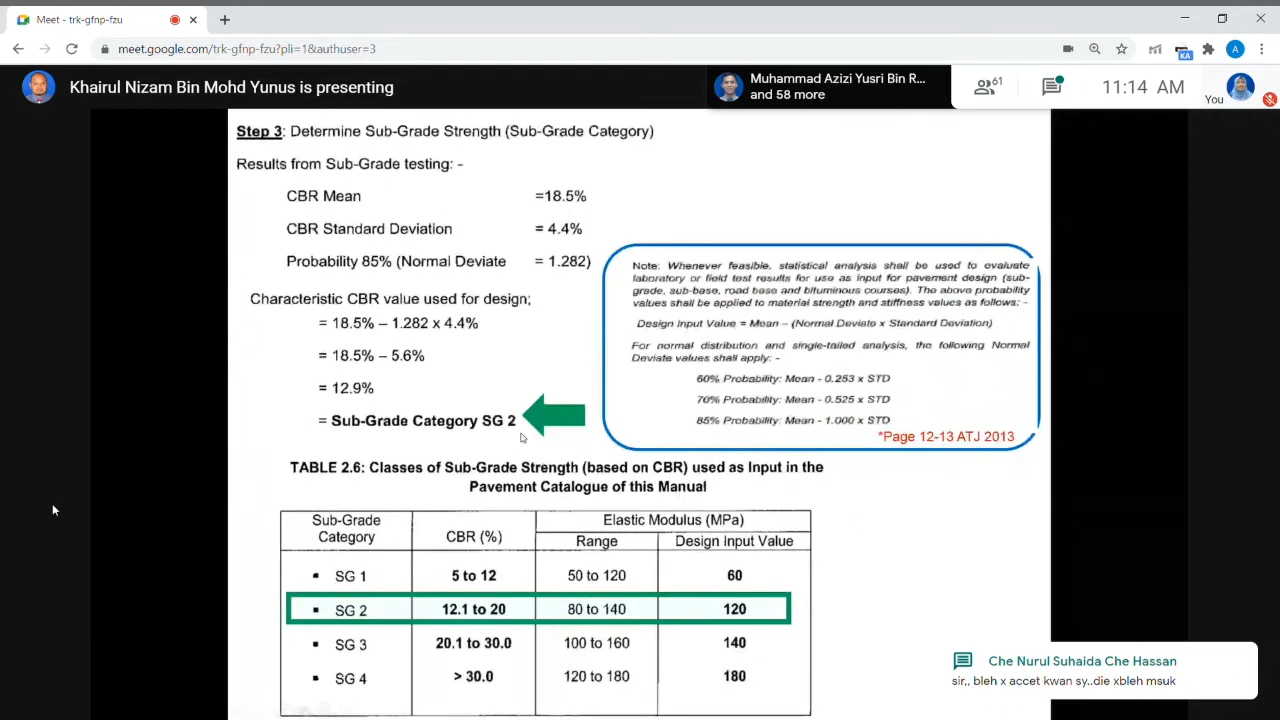 Meet - trk-gfnp-fzu
meet.google.com/trk-gfnp-fzu?pli=1&authuser=3
KA
A
Khairul Nizam Bin Mohd Yunus is presenting
Muhammad Azizi Yusri Bin R...
and 58 more
61
11:14 AM
You
Step 3: Determine Sub-Grade Strength (Sub-Grade Category)
Results from Sub-Grade testing: -
CBR Mean =18.5%
CBR Standard Deviation = 4.4%
Probability 85% (Normal Deviate = 1.282)
Characteristic CBR value used for design;
= 18.5% – 1.282 x 4.4%
= 18.5% – 5.6%
= 12.9%
= Sub-Grade Category SG 2
Note: Whenever feasible, statistical analysis shall be used to evaluate
laboratory or field test results for use as input for pavement design (sub-
grade, sub-base, road base and bituminous courses). The above probability
values shall be applied to material strength and stiffness values as follows: -
Design Input Value = Mean – (Normal Deviate x Standard Deviation)
For normal distribution and single-tailed analysis, the following Normal
Deviate values shall apply: -
60% Probability: Mean - 0.253 x STD
70% Probability: Mean - 0.525 x STD
85% Probability: Mean - 1.000 x STD
*Page 12-13 ATJ 2013
TABLE 2.6: Classes of Sub-Grade Strength (based on CBR) used as Input in the
Pavement Catalogue of this Manual
Sub-Grade Category CBR (%) Elastic Modulus (MPa)
Range Design Input Value
▪ SG 1 5 to 12 50 to 120 60
▪ SG 2 12.1 to 20 80 to 140 120
▪ SG 3 20.1 to 30.0 100 to 160 140
▪ SG 4 > 30.0 120 to 180 180
Che Nurul Suhaida Che Hassan
sir,, bleh x accet kwan sy..die xbleh msuk